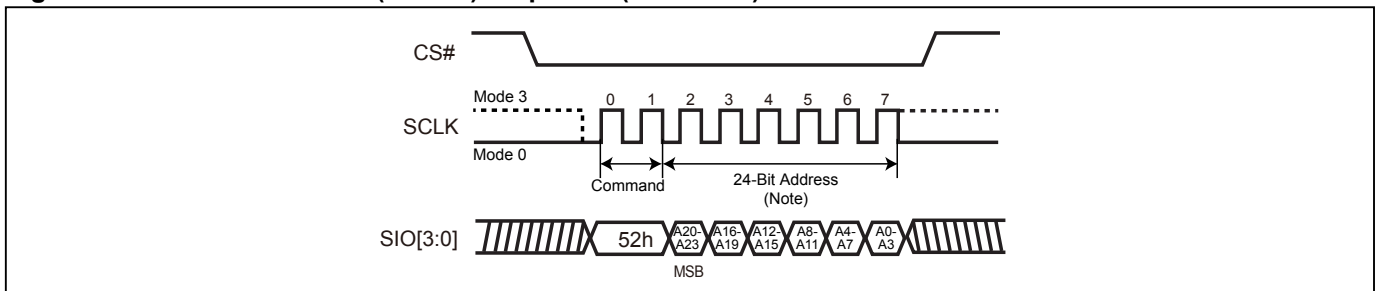 CS#
Mode 3
0 1 2 3 4 5 6 7
SCLK
Mode 0
Command
24-Bit Address
(Note)
SIO[3:0]
52h
A20-A23 A16-A19 A12-A15 A8-A11 A4-A7 A0-A3
MSB